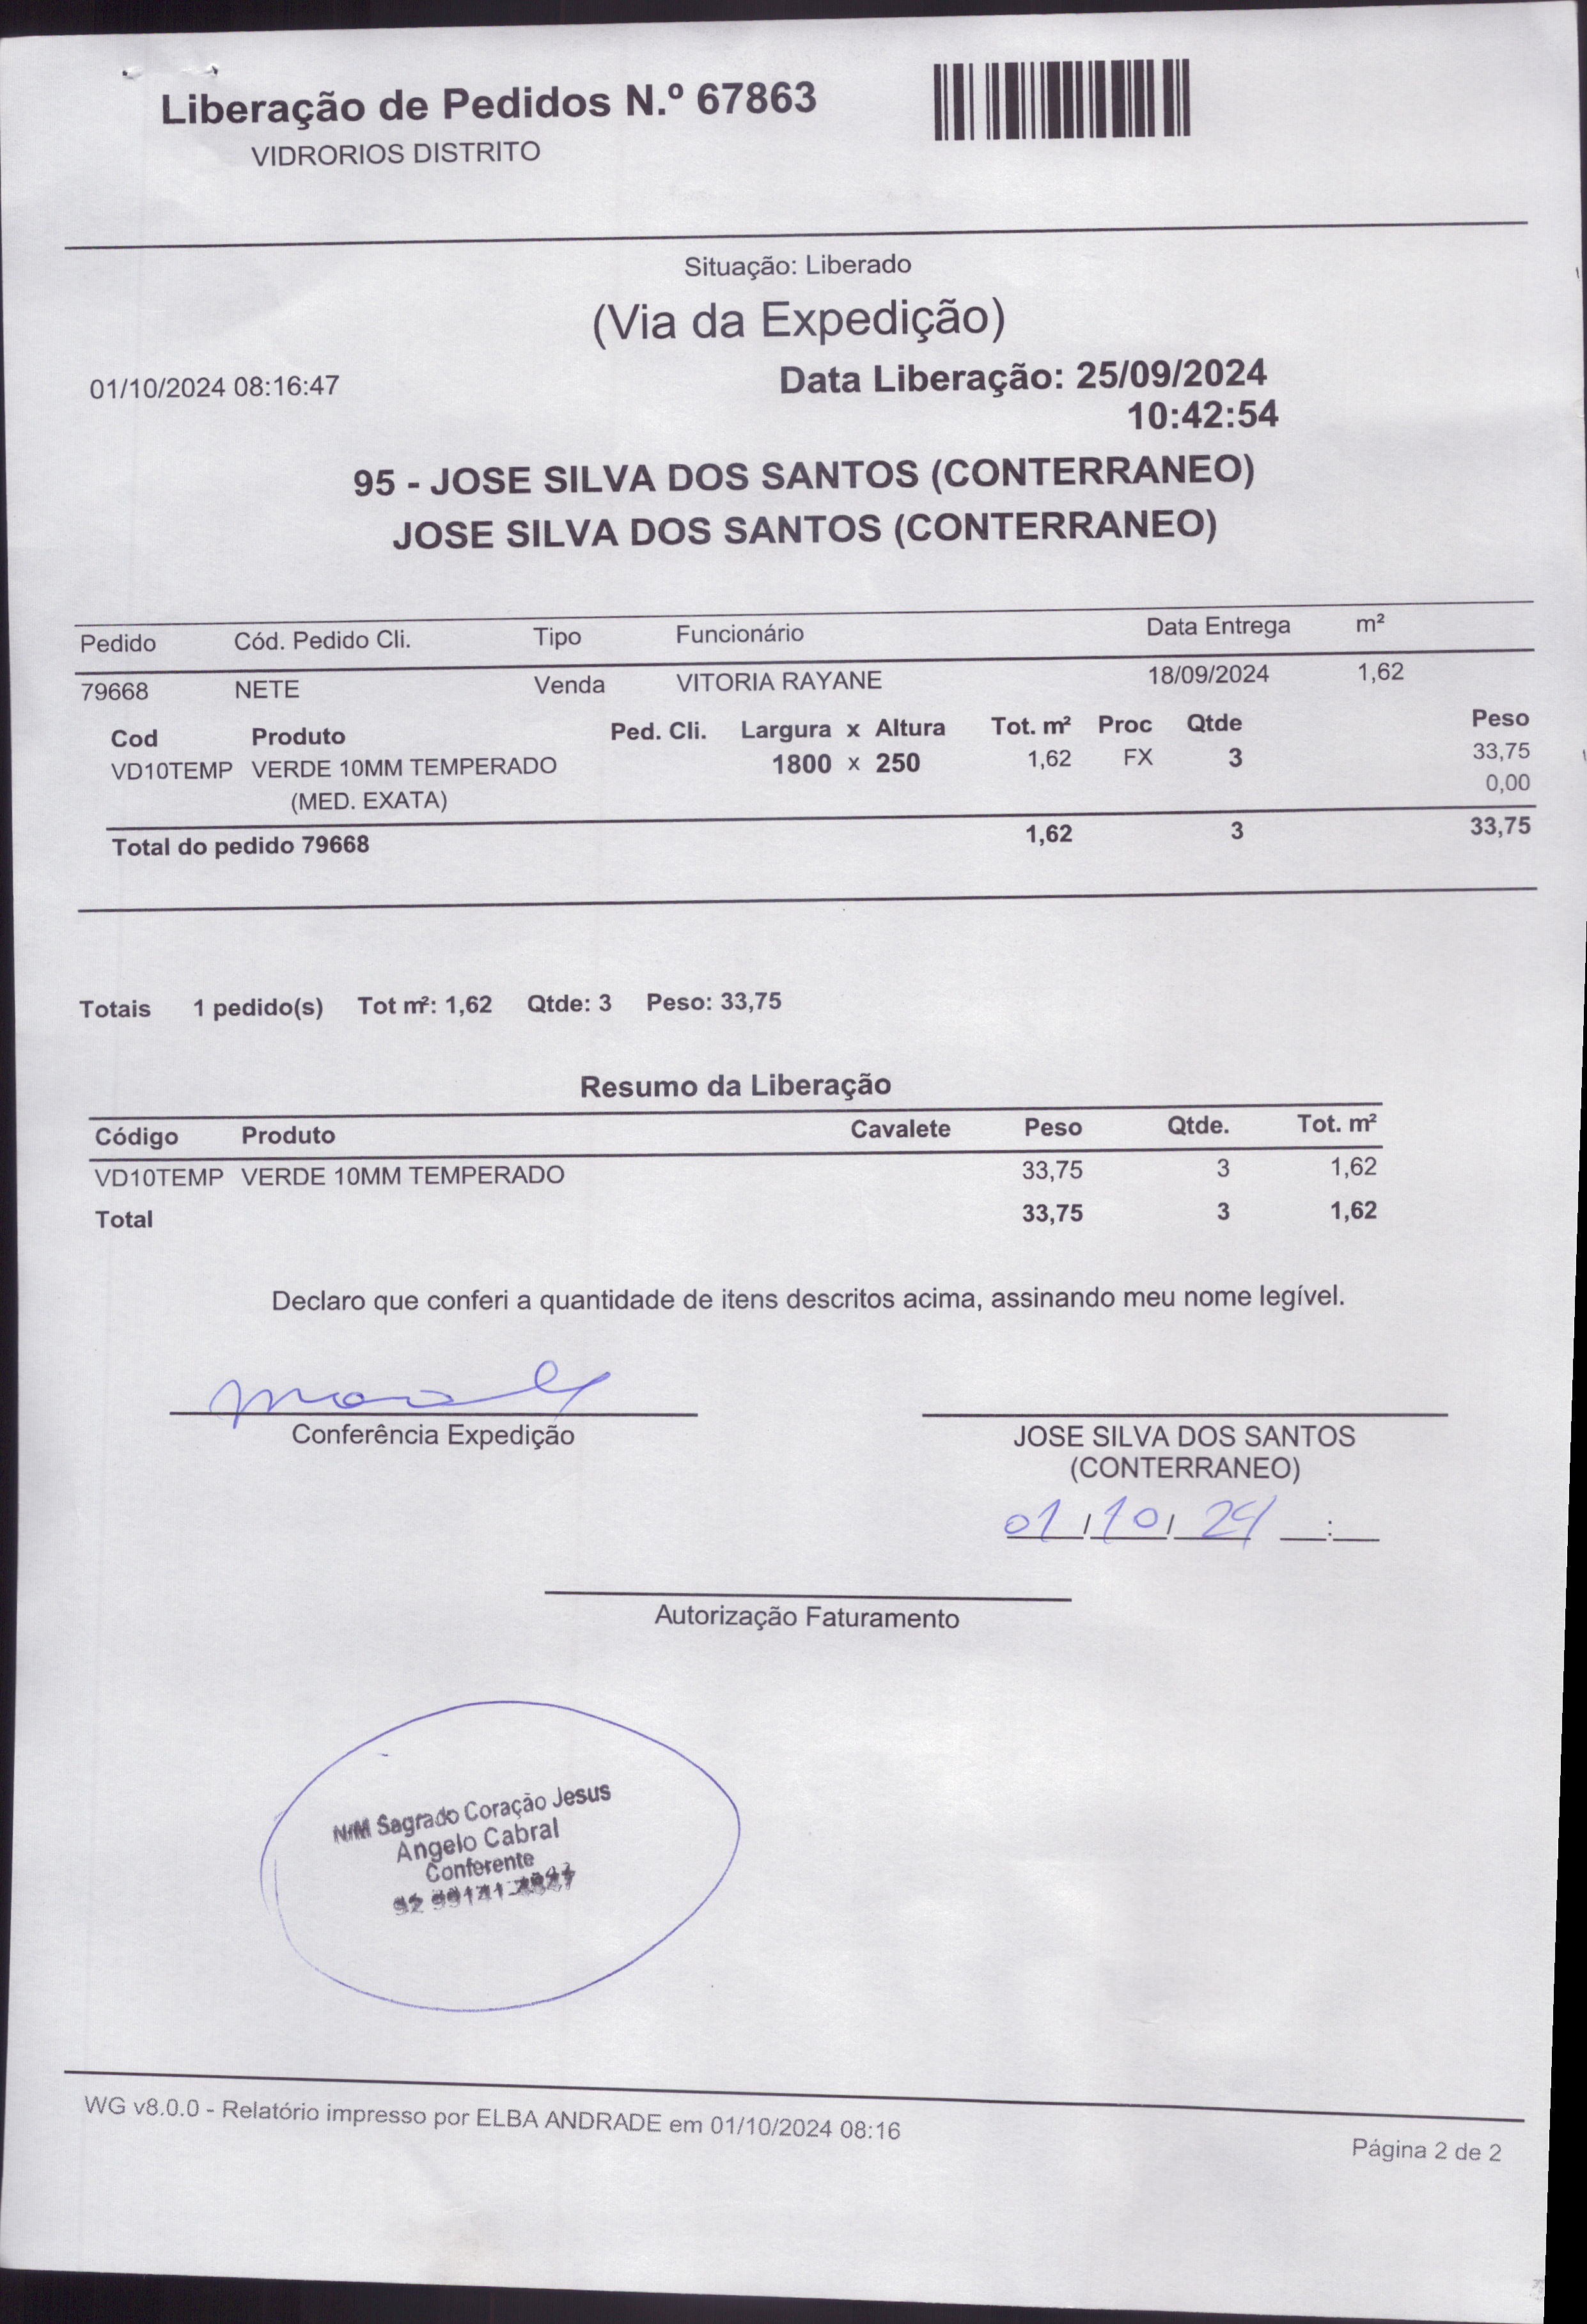 Liberação de Pedidos N.º 67863
VIDRORIOS DISTRITO
Situação: Liberado
(Via da Expedição)
01/10/2024 08:16:47
Data Liberação: 25/09/2024
10:42:54
95 - JOSE SILVA DOS SANTOS (CONTERRANEO)
JOSE SILVA DOS SANTOS (CONTERRANEO)
Pedido Cód. Pedido Cli. Tipo Funcionário Data Entrega m²
79668 NETE Venda VITORIA RAYANE 18/09/2024 1,62
Cod Produto Ped. Cli. Largura x Altura Tot. m² Proc Qtde Peso
VD10TEMP VERDE 10MM TEMPERADO 1800 x 250 1,62 FX 3 33,75
(MED. EXATA) 0,00
Total do pedido 79668 1,62 3 33,75
Totais 1 pedido(s) Tot m²: 1,62 Qtde: 3 Peso: 33,75
Resumo da Liberação
Código Produto Cavalete Peso Qtde. Tot. m²
VD10TEMP VERDE 10MM TEMPERADO 33,75 3 1,62
Total 33,75 3 1,62
Declaro que conferi a quantidade de itens descritos acima, assinando meu nome legível.
Conferência Expedição
JOSE SILVA DOS SANTOS
(CONTERRANEO)
01/10/24 __:__
Autorização Faturamento
N/M Sagrado Coração Jesus
Angelo Cabral
Conferente
92 99141
WG v8.0.0 - Relatório impresso por ELBA ANDRADE em 01/10/2024 08:16
Página 2 de 2